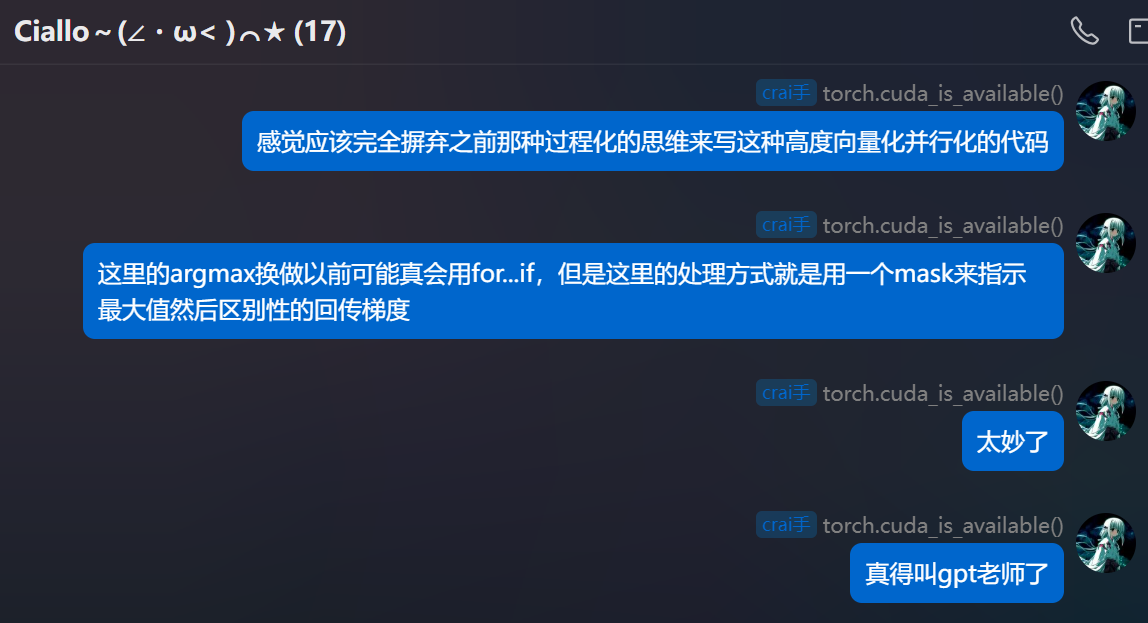 Ciallo～(∠・ω< )⌒★ (17)
crai手 torch.cuda_is_available()
感觉应该完全摒弃之前那种过程化的思维来写这种高度向量化并行化的代码
crai手 torch.cuda_is_available()
这里的argmax换做以前可能真会用for...if，但是这里的处理方式就是用一个mask来指示
最大值然后区别性的回传梯度
crai手 torch.cuda_is_available()
太妙了
crai手 torch.cuda_is_available()
真得叫gpt老师了